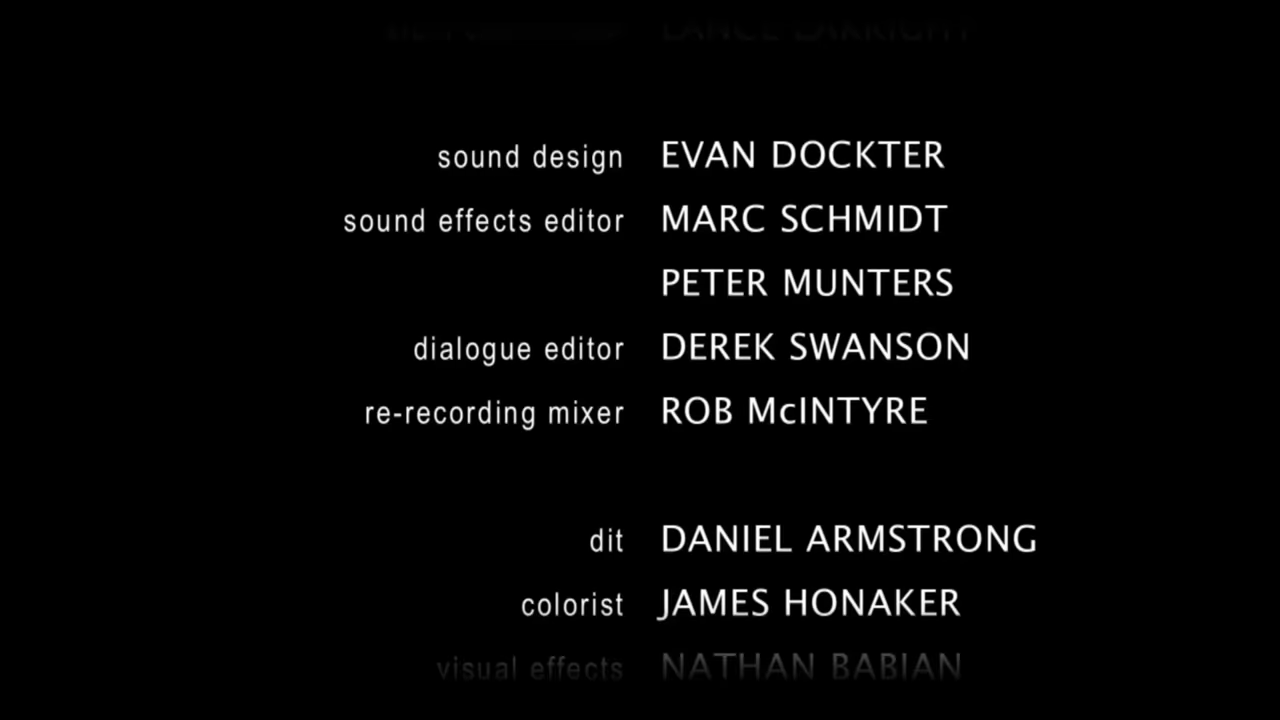 sound design EVAN DOCKTER
sound effects editor MARC SCHMIDT
PETER MUNTERS
dialogue editor DEREK SWANSON
re-recording mixer ROB McINTYRE
dit DANIEL ARMSTRONG
colorist JAMES HONAKER
visual effects NATHAN BABIAN